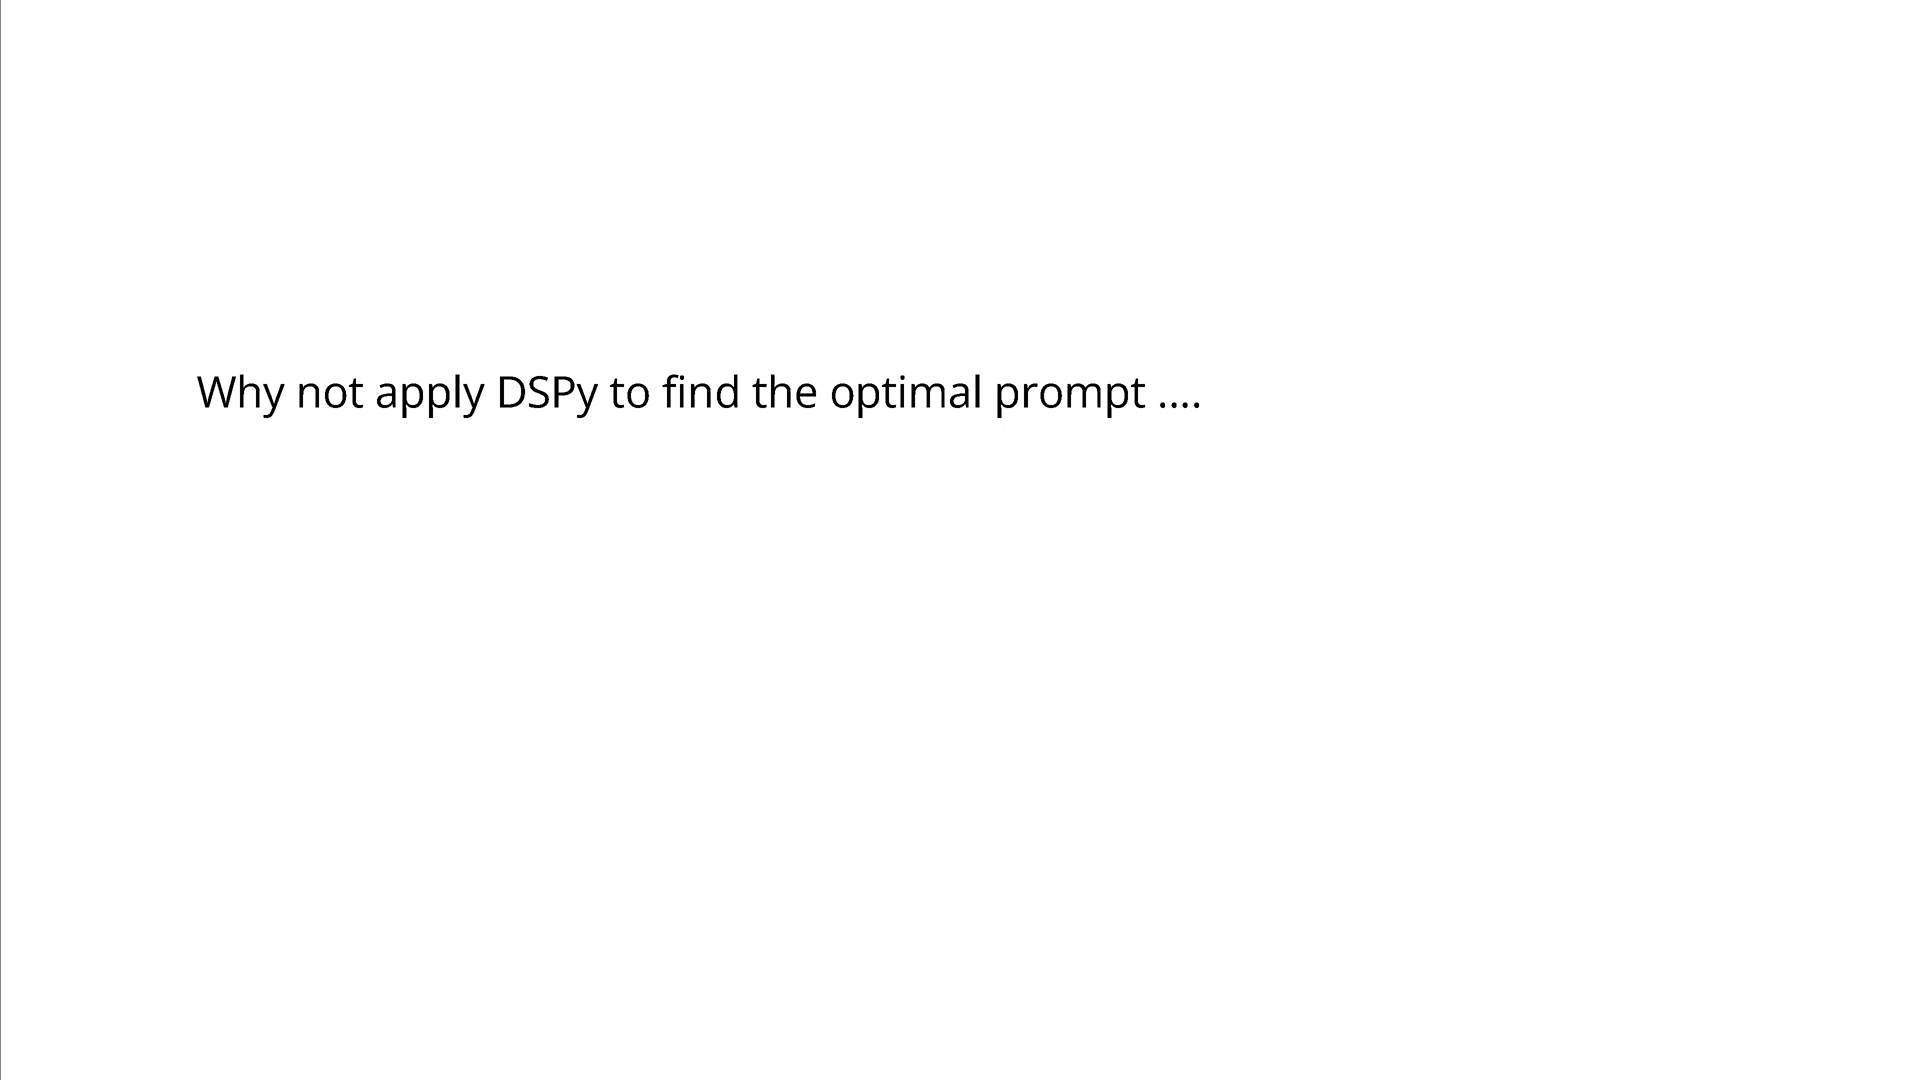 Why not apply DSPy to find the optimal prompt ....